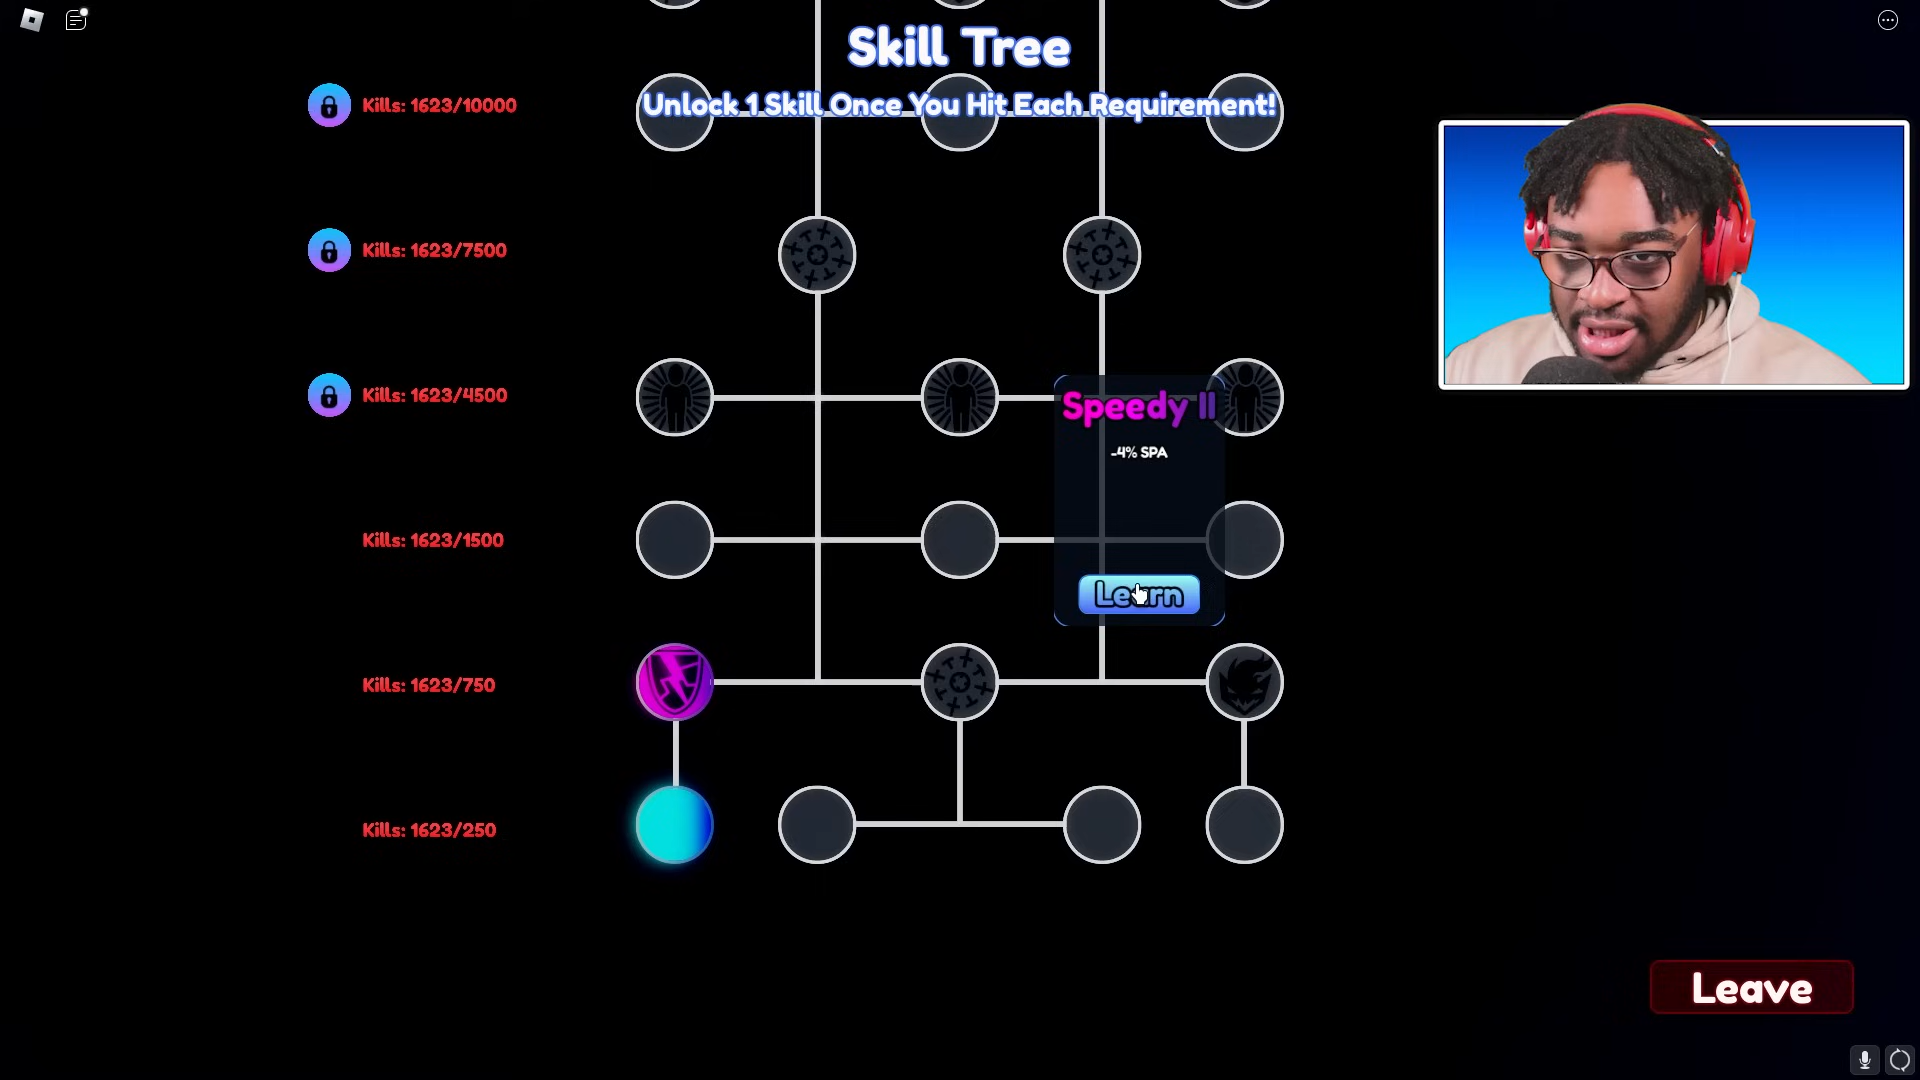 Skill Tree
Unlock 1 Skill Once You Hit Each Requirement!
Kills: 1623/10000
Kills: 1623/7500
Kills: 1623/4500
Speedy II
-4% SPA
Kills: 1623/1500
Learn
Kills: 1623/750
Kills: 1623/250
Leave